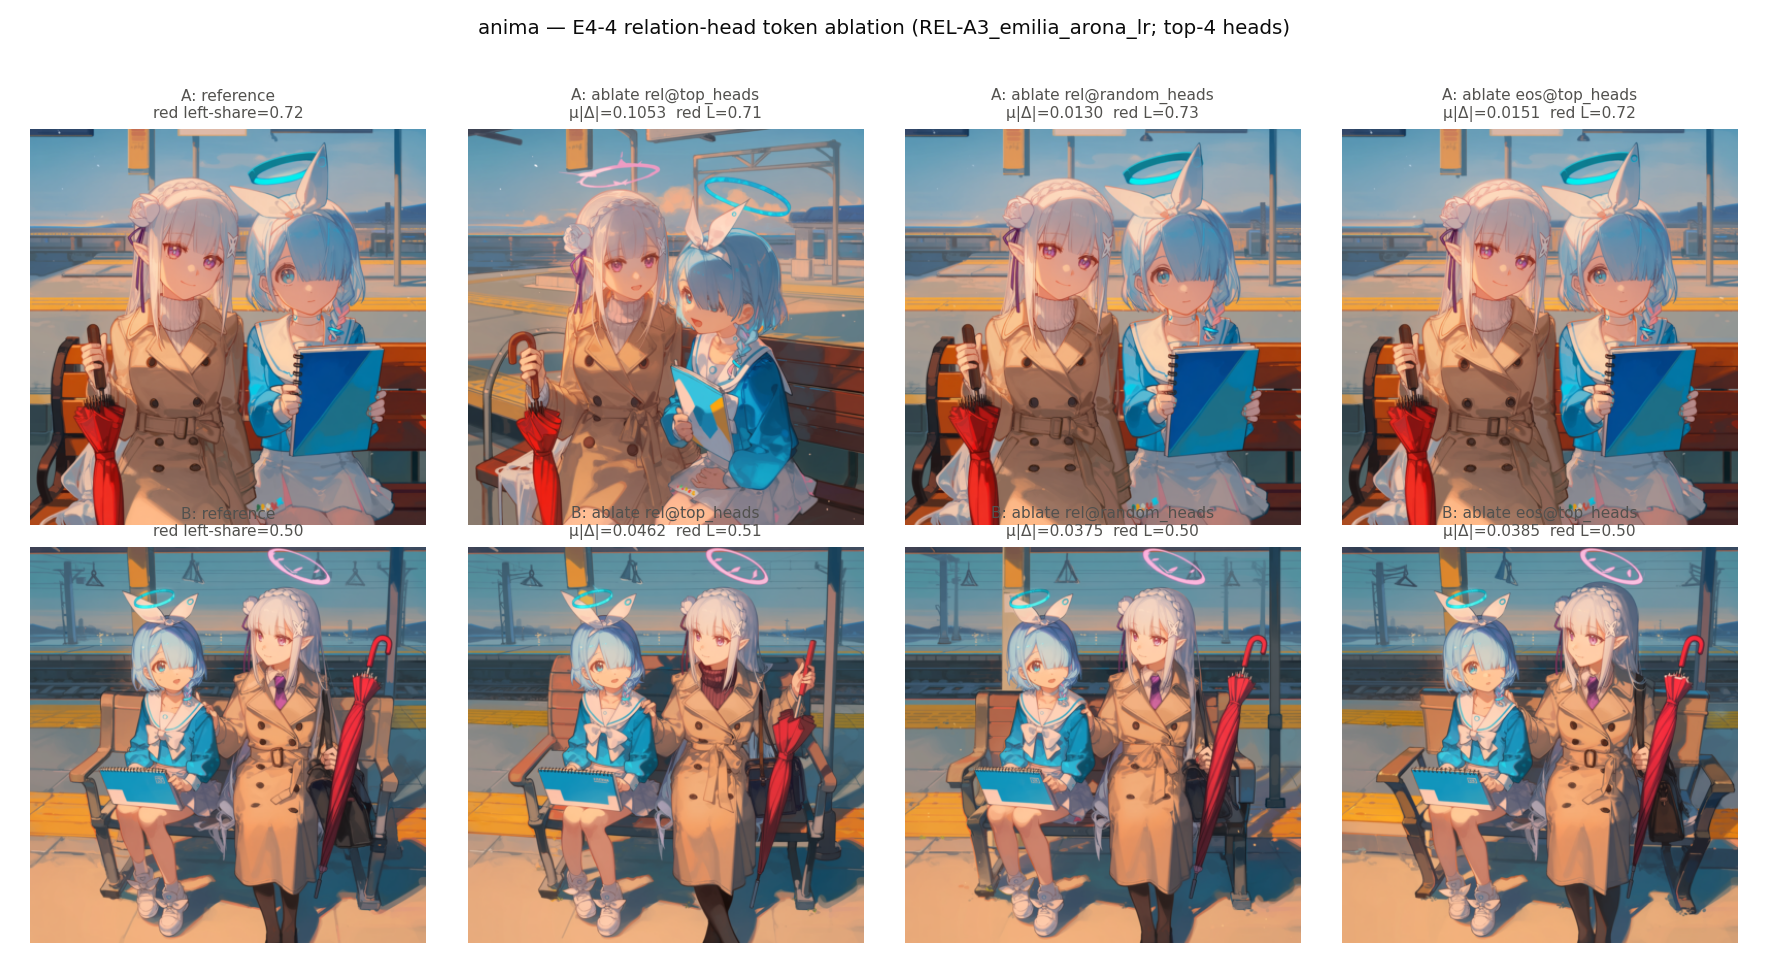 anima — E4-4 relation-head token ablation (REL-A3_emilia_arona_lr; top-4 heads)
A: reference
red left-share=0.72
A: ablate rel@top_heads
μ|Δ|=0.1053  red L=0.71
A: ablate rel@random_heads
μ|Δ|=0.0130  red L=0.73
A: ablate eos@top_heads
μ|Δ|=0.0151  red L=0.72
B: reference
red left-share=0.50
B: ablate rel@top_heads
μ|Δ|=0.0462  red L=0.51
B: ablate rel@random_heads
μ|Δ|=0.0375  red L=0.50
B: ablate eos@top_heads
μ|Δ|=0.0385  red L=0.50